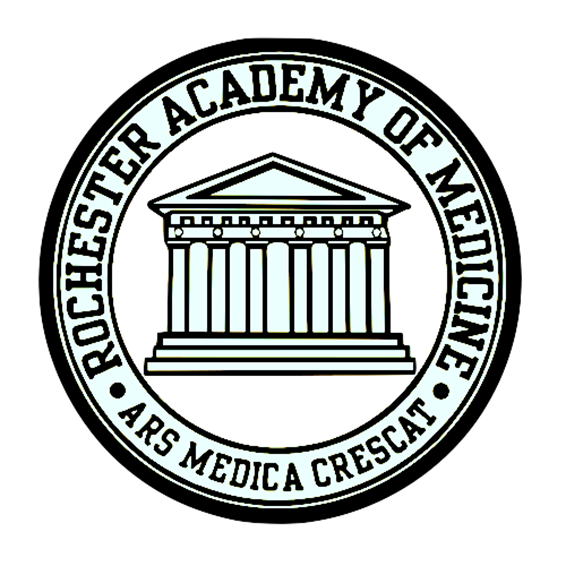 ROCHESTER ACADEMY OF MEDICINE
ARS MEDICA CRESCAT